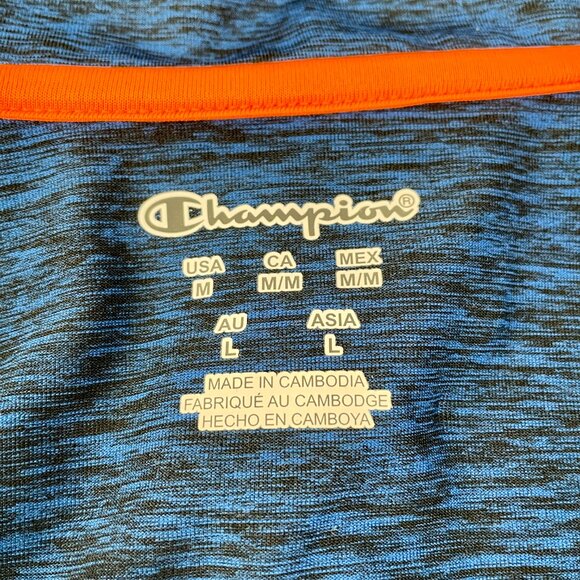 Champion®
USA CA MEX
M M/M M/M
AU ASIA
L L
MADE IN CAMBODIA
FABRIQUÉ AU CAMBODGE
HECHO EN CAMBOYA